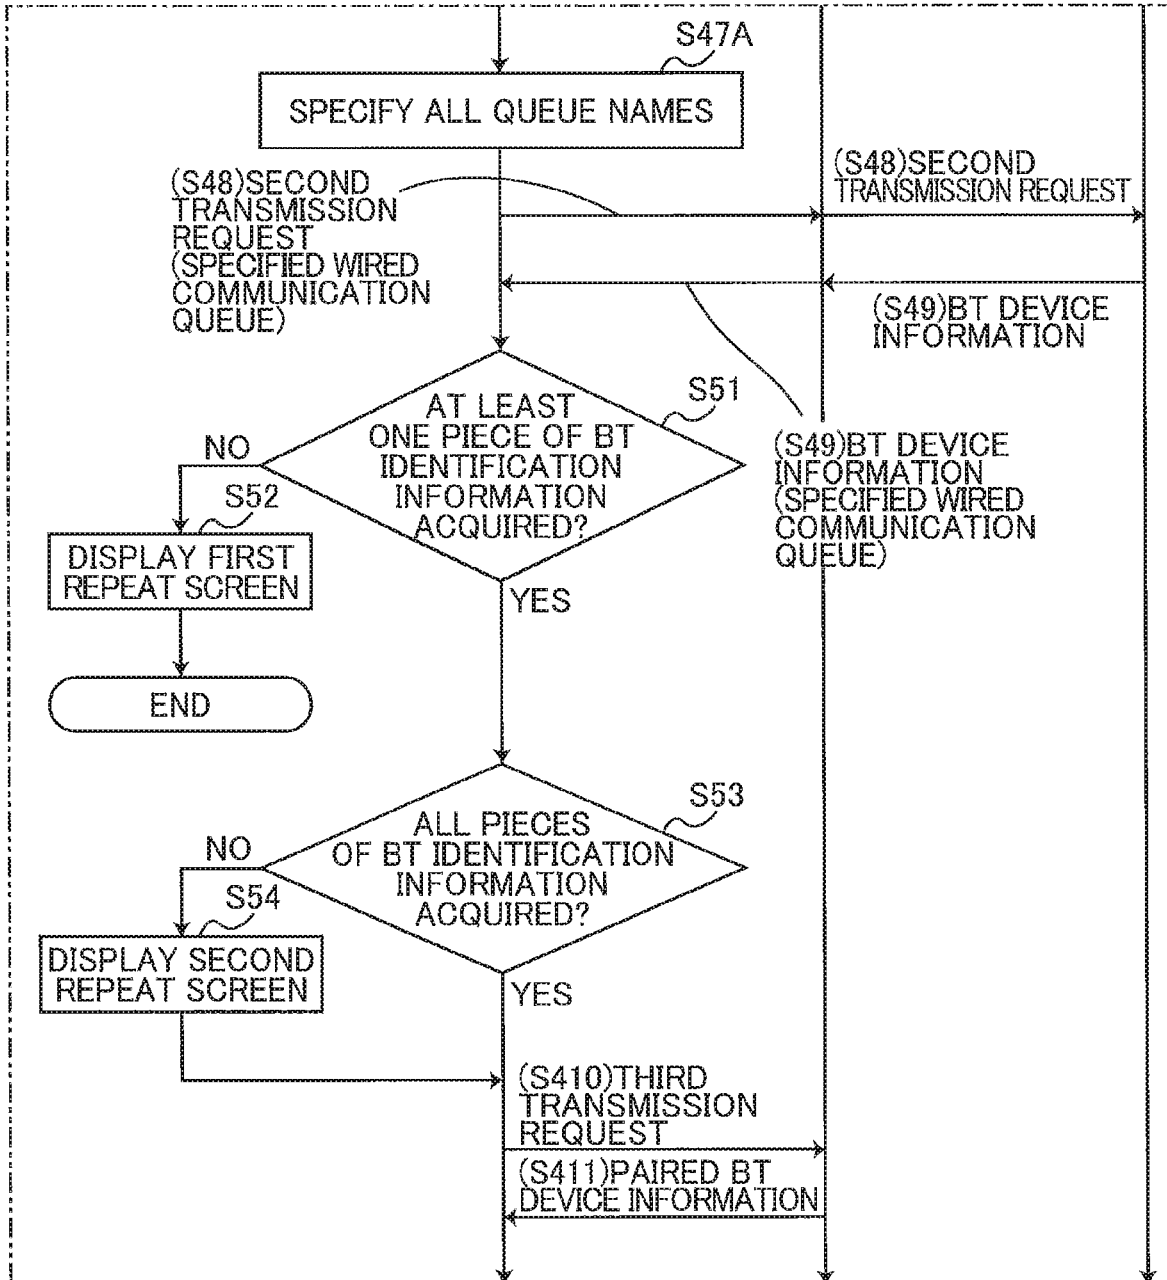 S47A
SPECIFY ALL QUEUE NAMES
(S48)SECOND
TRANSMISSION
REQUEST
(SPECIFIED WIRED
COMMUNICATION
QUEUE)
(S48)SECOND
TRANSMISSION REQUEST
(S49)BT DEVICE
INFORMATION
S51
AT LEAST
ONE PIECE OF BT
IDENTIFICATION
INFORMATION
ACQUIRED?
NO
(S49)BT DEVICE
INFORMATION
(SPECIFIED WIRED
COMMUNICATION
QUEUE)
S52
DISPLAY FIRST
REPEAT SCREEN
YES
END
S53
ALL PIECES
OF BT IDENTIFICATION
INFORMATION
ACQUIRED?
NO
S54
DISPLAY SECOND
REPEAT SCREEN
YES
(S410)THIRD
TRANSMISSION
REQUEST
(S411)PAIRED BT
DEVICE INFORMATION